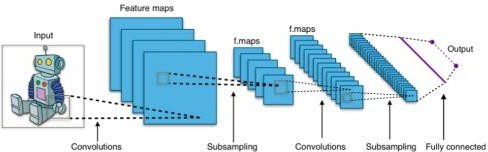 Feature maps
Input
f.maps
f.maps
Output
Convolutions
Subsampling
Convolutions
Subsampling
Fully connected